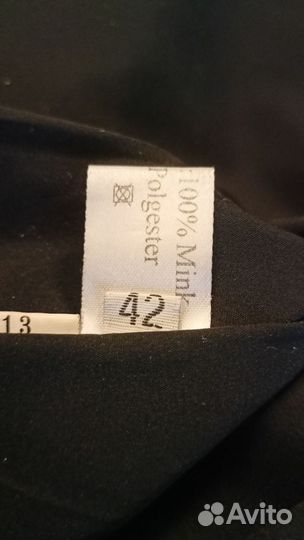 :100% Mink
Polgester
42
13
Avito